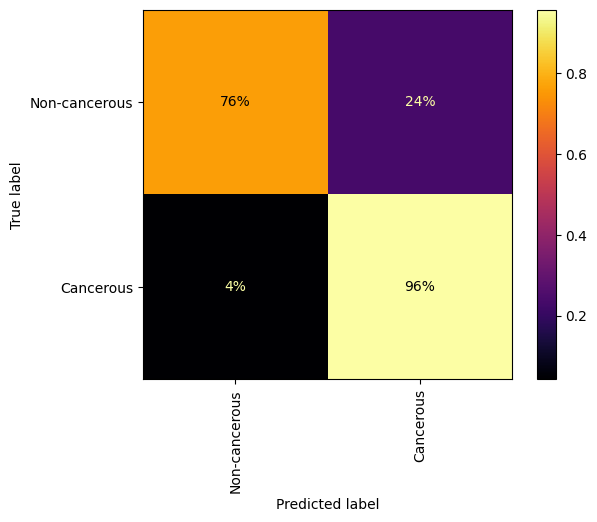 Non-cancerous 76% 24% 0.8
0.6
True label
0.4
Cancerous 4% 96%
0.2
Non-cancerous
Cancerous
Predicted label